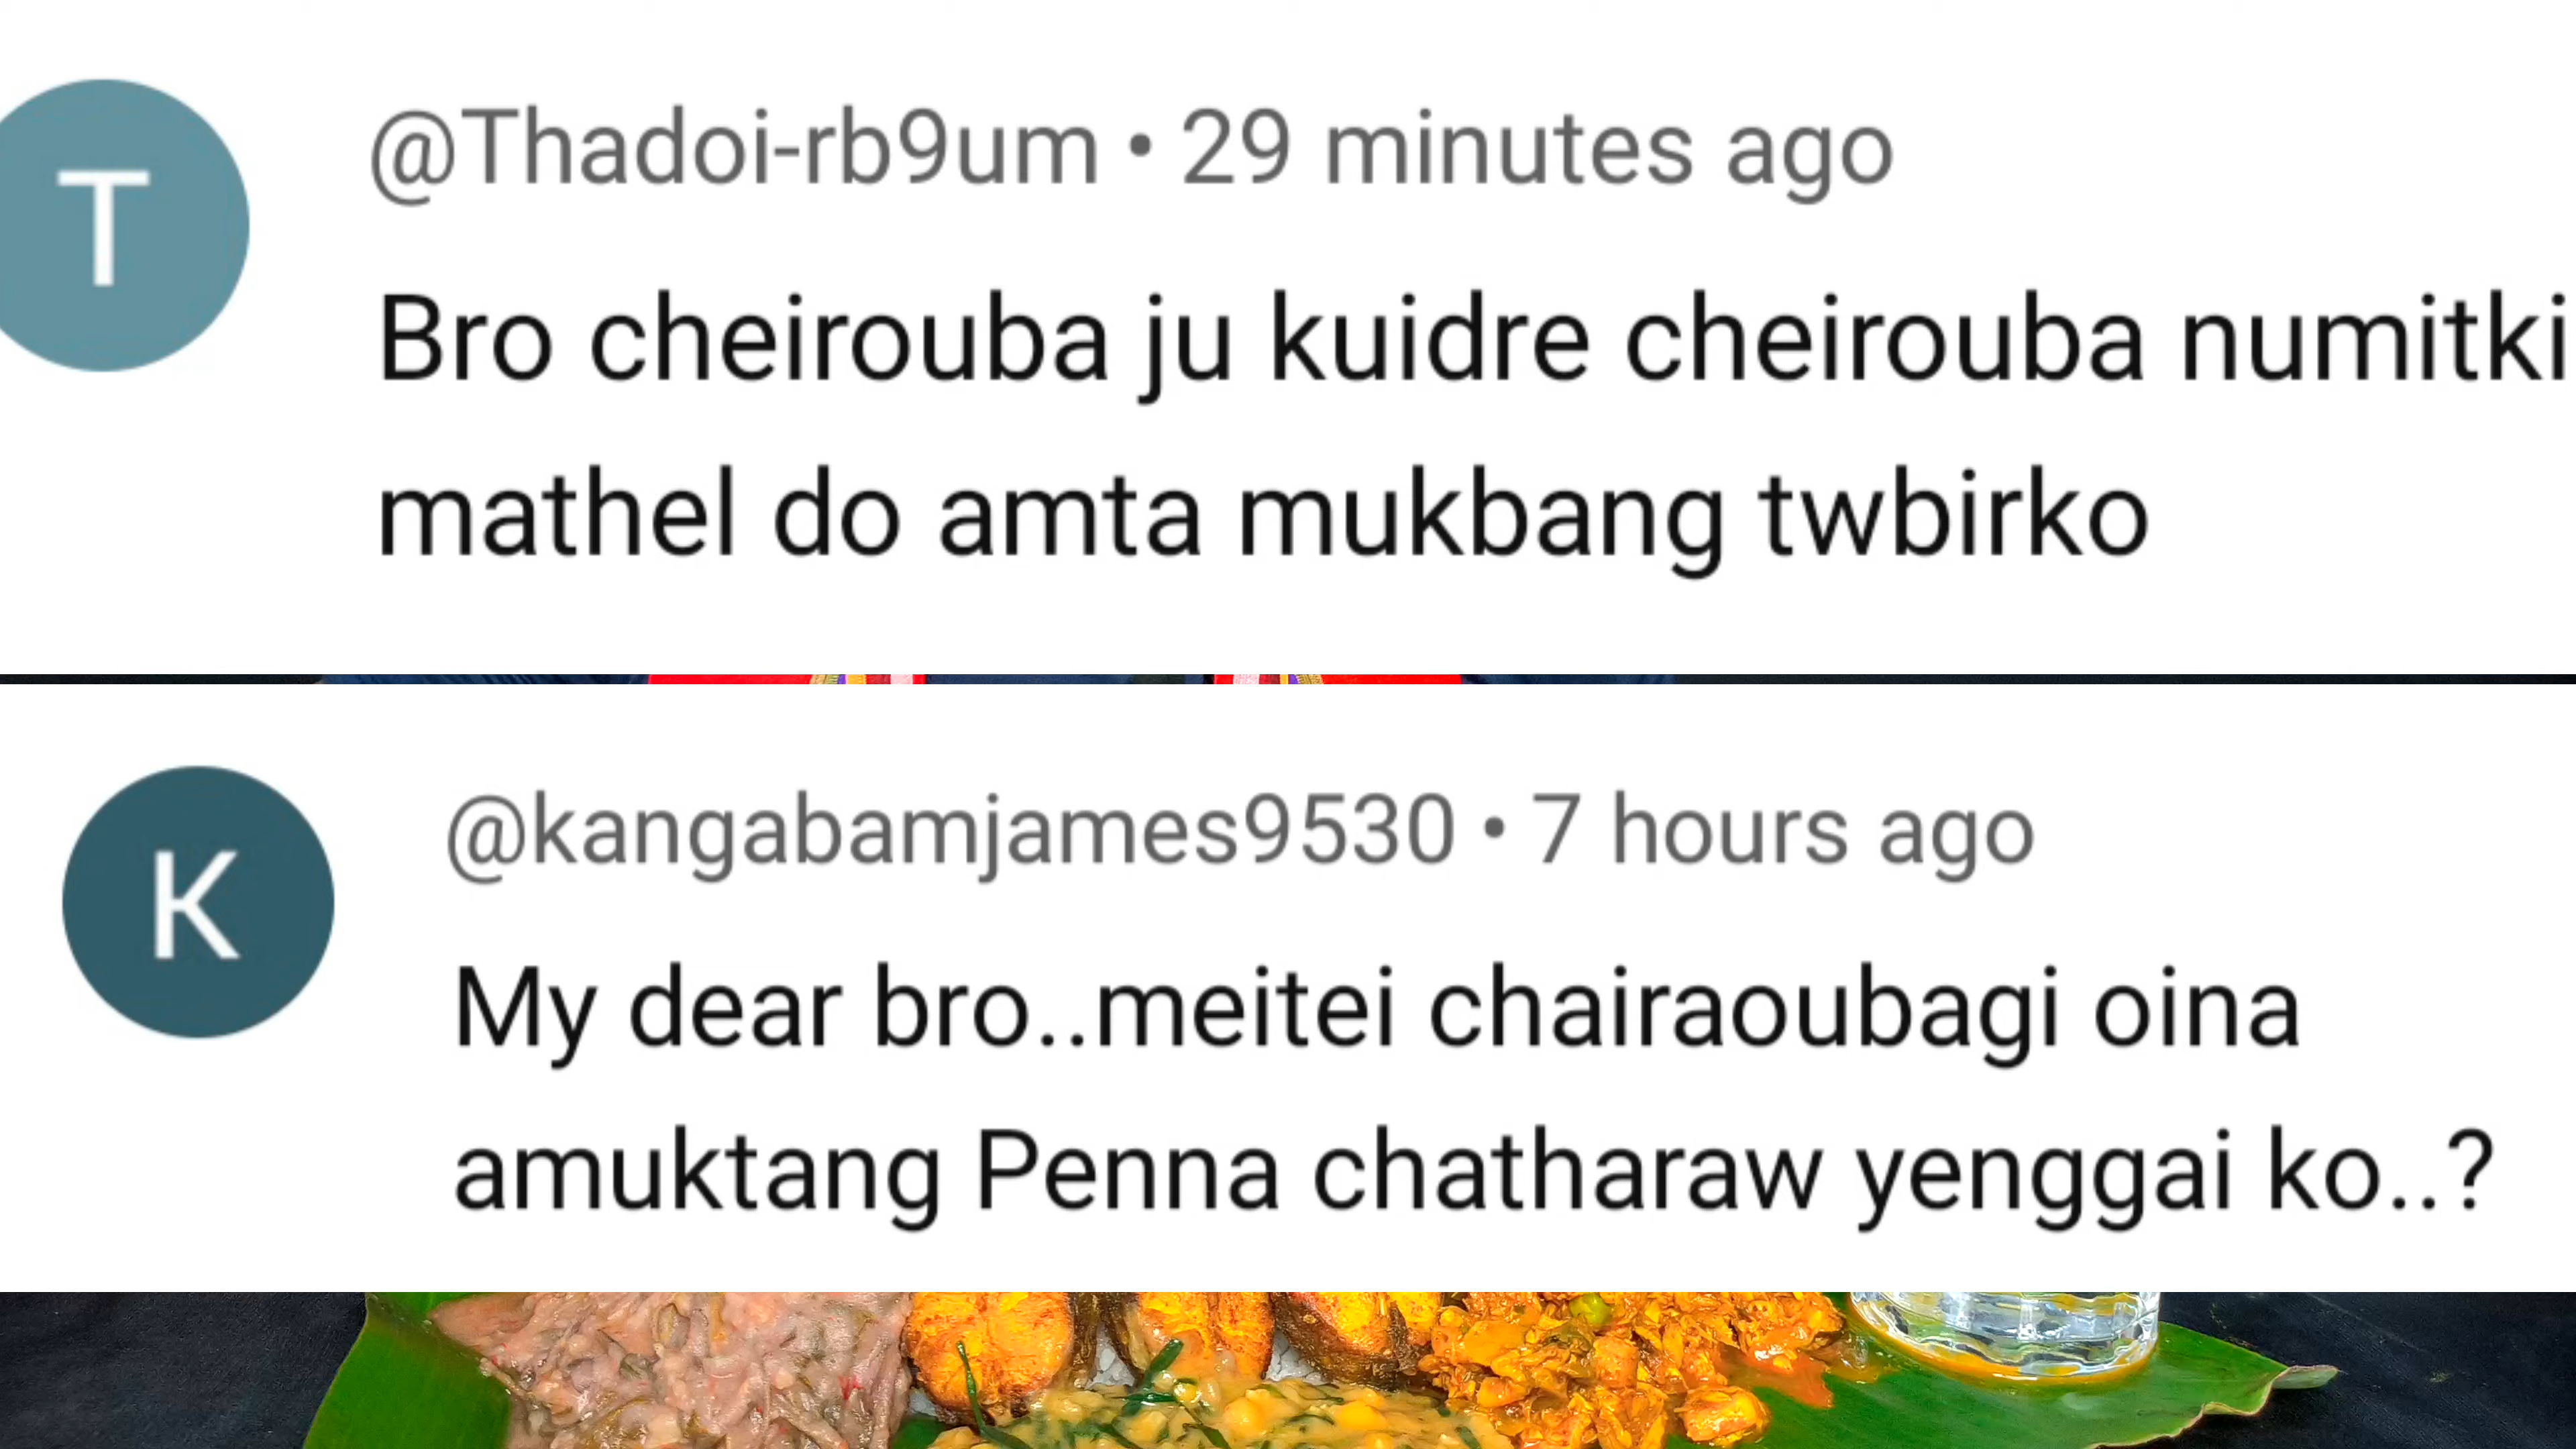 T
@Thadoi-rb9um • 29 minutes ago
Bro cheirouba ju kuidre cheirouba numitki
mathel do amta mukbang twbirko
K
@kangabamjames9530 • 7 hours ago
My dear bro..meitei chairaoubagi oina
amuktang Penna chatharaw yenggai ko..?